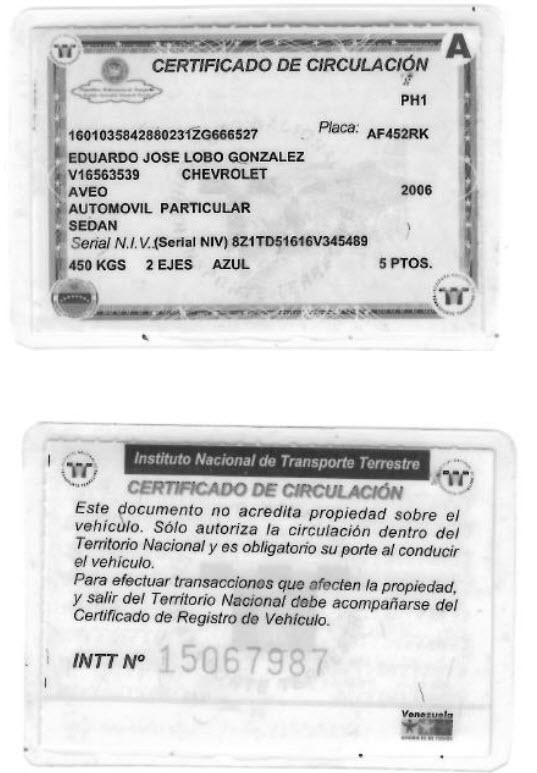 A
CERTIFICADO DE CIRCULACIÓN
PH1
1601035842880231ZG666527 Placa: AF452RK
EDUARDO JOSE LOBO GONZALEZ
V16563539 CHEVROLET
AVEO 2006
AUTOMOVIL PARTICULAR
SEDAN
Serial N.I.V.:(Serial NIV) 8Z1TD51616V345489
450 KGS 2 EJES AZUL 5 PTOS.
Instituto Nacional de Transporte Terrestre
CERTIFICADO DE CIRCULACIÓN
Este documento no acredita propiedad sobre el
vehículo. Sólo autoriza la circulación dentro del
Territorio Nacional y es obligatorio su porte al conducir
el vehículo.
Para efectuar transacciones que afecten la propiedad,
y salir del Territorio Nacional debe acompañarse del
Certificado de Registro de Vehículo.
INTT Nº 15067987
Venezuela